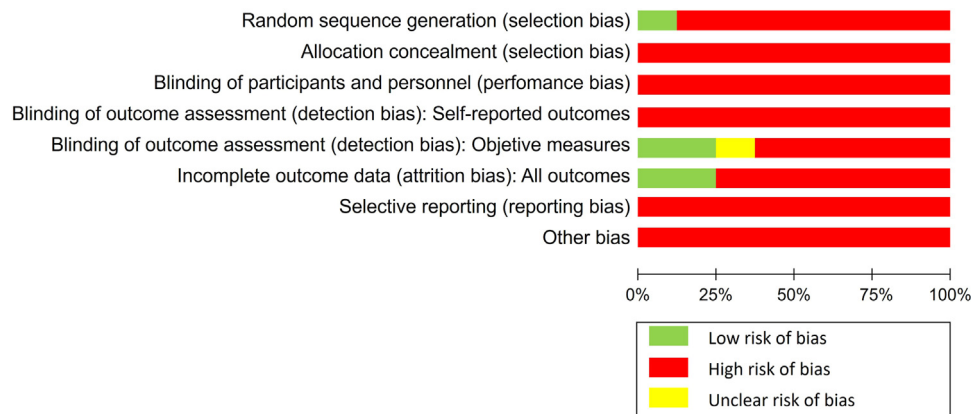 Random sequence generation (selection bias)
Allocation concealment (selection bias)
Blinding of participants and personnel (perfomance bias)
Blinding of outcome assessment (detection bias): Self-reported outcomes
Blinding of outcome assessment (detection bias): Objetive measures
Incomplete outcome data (attrition bias): All outcomes
Selective reporting (reporting bias)
Other bias
0% 25% 50% 75% 100%
Low risk of bias
High risk of bias
Unclear risk of bias